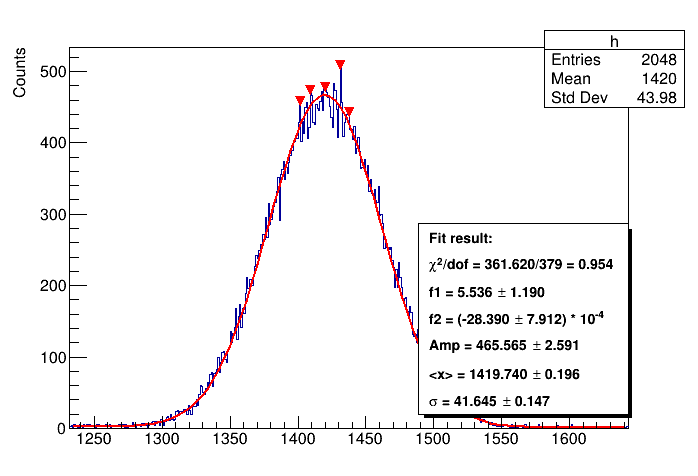 h
Entries 2048
Mean 1420
Std Dev 43.98
Counts
500
400
300
200
100
0
Fit result:
χ²/dof = 361.620/379 = 0.954
f1 = 5.536 ± 1.190
f2 = (-28.390 ± 7.912) * 10⁻⁴
Amp = 465.565 ± 2.591
<x> = 1419.740 ± 0.196
σ = 41.645 ± 0.147
1250 1300 1350 1400 1450 1500 1550 1600